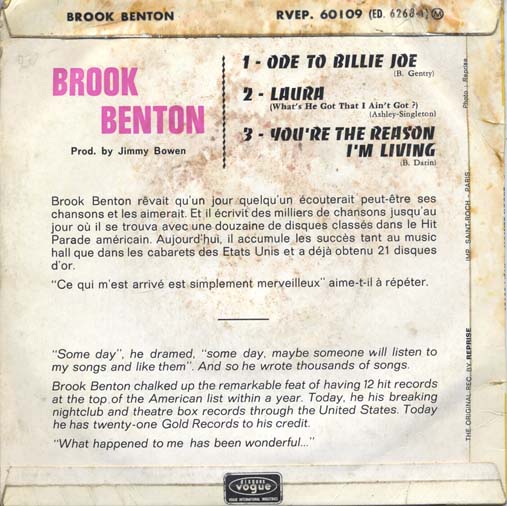 BROOK BENTON
RVEP. 60109 (ED. 6268-1) M
BROOK
BENTON
Prod. by Jimmy Bowen
1 - ODE TO BILLIE JOE
(B. Gentry)
2 - LAURA
(What's He Got That I Ain't Got ?)
(Ashley-Singleton)
3 - YOU'RE THE REASON
I'M LIVING
(B. Darin)
Photo : Reprise
IMP. SAINT-ROCH - PARIS
THE ORIGINAL REC. BY REPRISE
Brook Benton rêvait qu'un jour quelqu'un écouterait peut-être ses
chansons et les aimerait. Et il écrivit des milliers de chansons jusqu'au
jour où il se trouva avec une douzaine de disques classés dans le Hit
Parade américain. Aujourd'hui, il accumule les succès tant au music
hall que dans les cabarets des Etats Unis et a déjà obtenu 21 disques
d'or.
"Ce qui m'est arrivé est simplement merveilleux" aime-t-il à répéter.
"Some day", he dramed, "some day, maybe someone will listen to
my songs and like them". And so he wrote thousands of songs.
Brook Benton chalked up the remarkable feat of having 12 hit records
at the top of the American list within a year. Today, he his breaking
nightclub and theatre box records through the United States. Today
he has twenty-one Gold Records to his credit.
"What happened to me has been wonderful..."
disques
vogue
VOGUE INTERNATIONAL INDUSTRIES